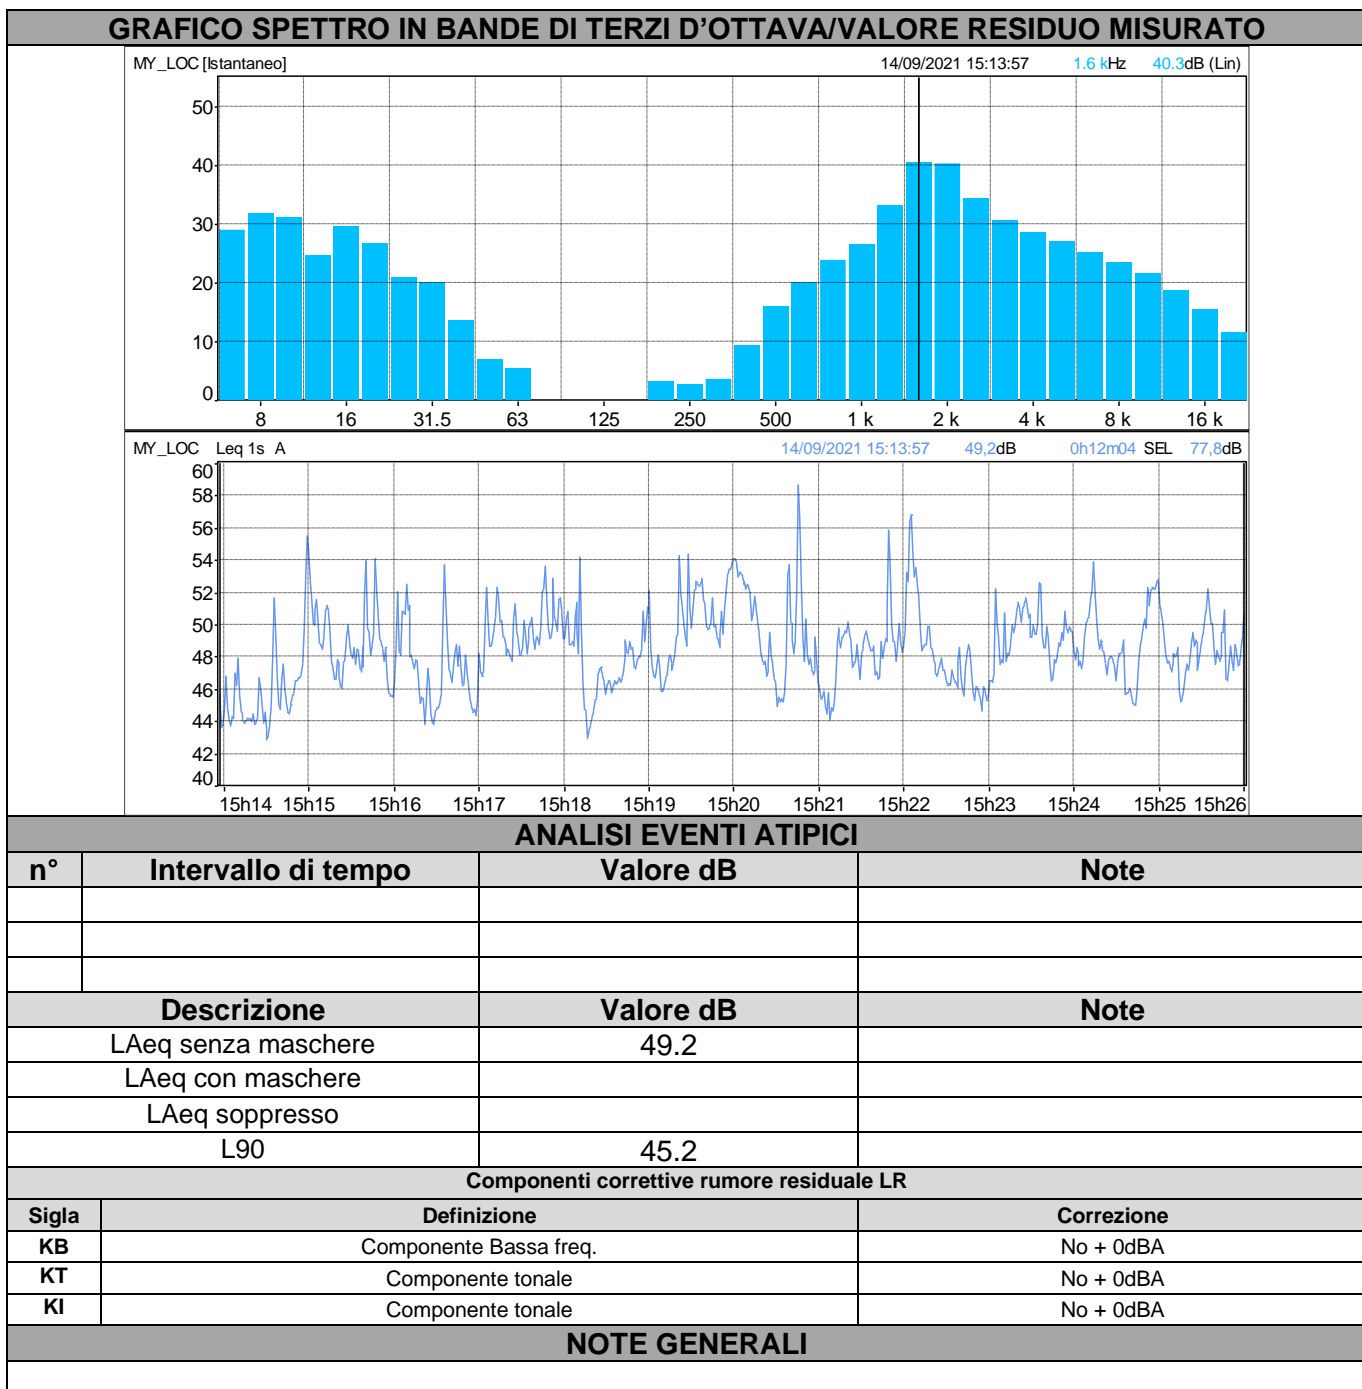 GRAFICO SPETTRO IN BANDE DI TERZI D’OTTAVA/VALORE RESIDUO MISURATO
MY_LOC [Istantaneo] 14/09/2021 15:13:57 1.6 kHz 40.3dB (Lin)
50
40
30
20
10
0
8 16 31.5 63 125 250 500 1 k 2 k 4 k 8 k 16 k
MY_LOC Leq 1s A 14/09/2021 15:13:57 49,2dB 0h12m04 SEL 77,8dB
60
58
56
54
52
50
48
46
44
42
40
15h14 15h15 15h16 15h17 15h18 15h19 15h20 15h21 15h22 15h23 15h24 15h25 15h26
ANALISI EVENTI ATIPICI
n° Intervallo di tempo Valore dB Note
Descrizione Valore dB Note
LAeq senza maschere 49.2
LAeq con maschere
LAeq soppresso
L90 45.2
Componenti correttive rumore residuale LR
Sigla Definizione Correzione
KB Componente Bassa freq. No + 0dBA
KT Componente tonale No + 0dBA
KI Componente tonale No + 0dBA
NOTE GENERALI